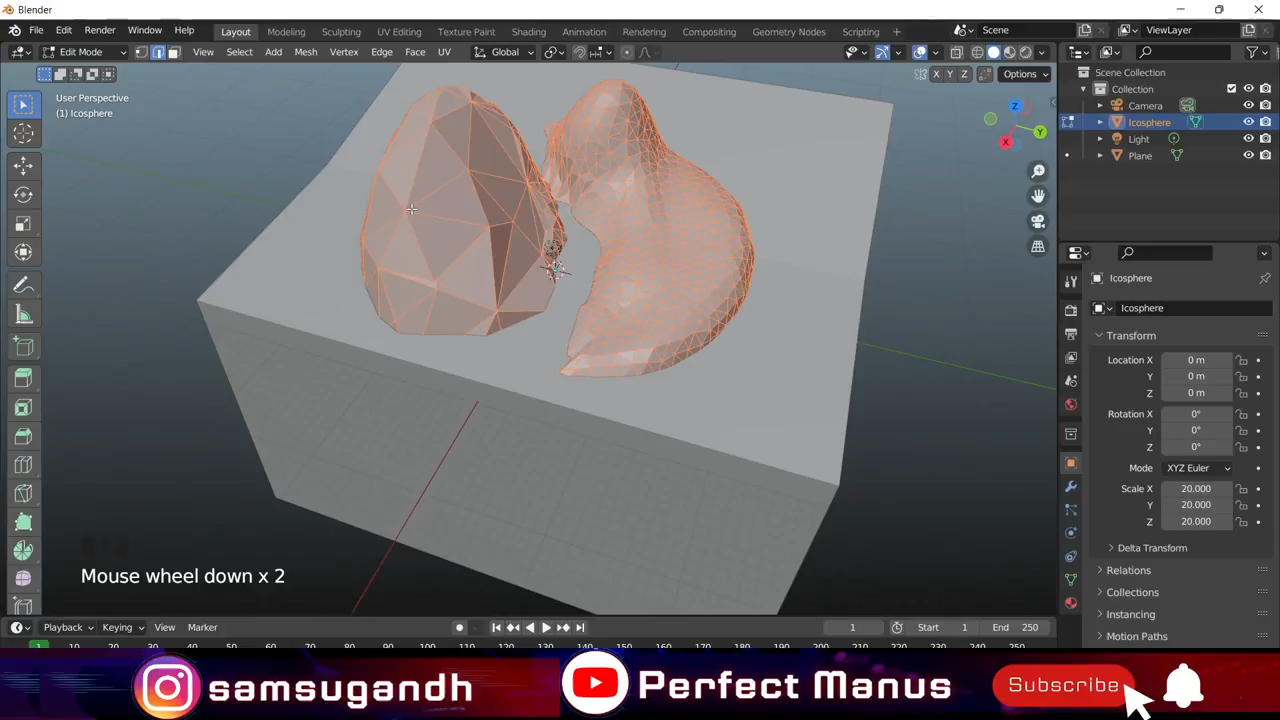 Blender
File Edit Render Window Help
Layout Modeling Sculpting UV Editing Texture Paint Shading Animation Rendering Compositing Geometry Nodes Scripting +
Scene
ViewLayer
Edit Mode View Select Add Mesh Vertex Edge Face UV
Global
X Y Z
Options
User Perspective
(1) Icosphere
Z
Y
X
Scene Collection
Collection
Camera
Icosphere
Light
Plane
Icosphere
Icosphere
Transform
Location X 0 m
Y 0 m
Z 0 m
Rotation X 0°
Y 0°
Z 0°
Mode XYZ Euler
Scale X 20.000
Y 20.000
Z 20.000
Delta Transform
Relations
Collections
Instancing
Motion Paths
Mouse wheel down x 2
Playback Keying View Marker
1
Start 1
End 250
samsugandh
Perfect Manus
Subscribe